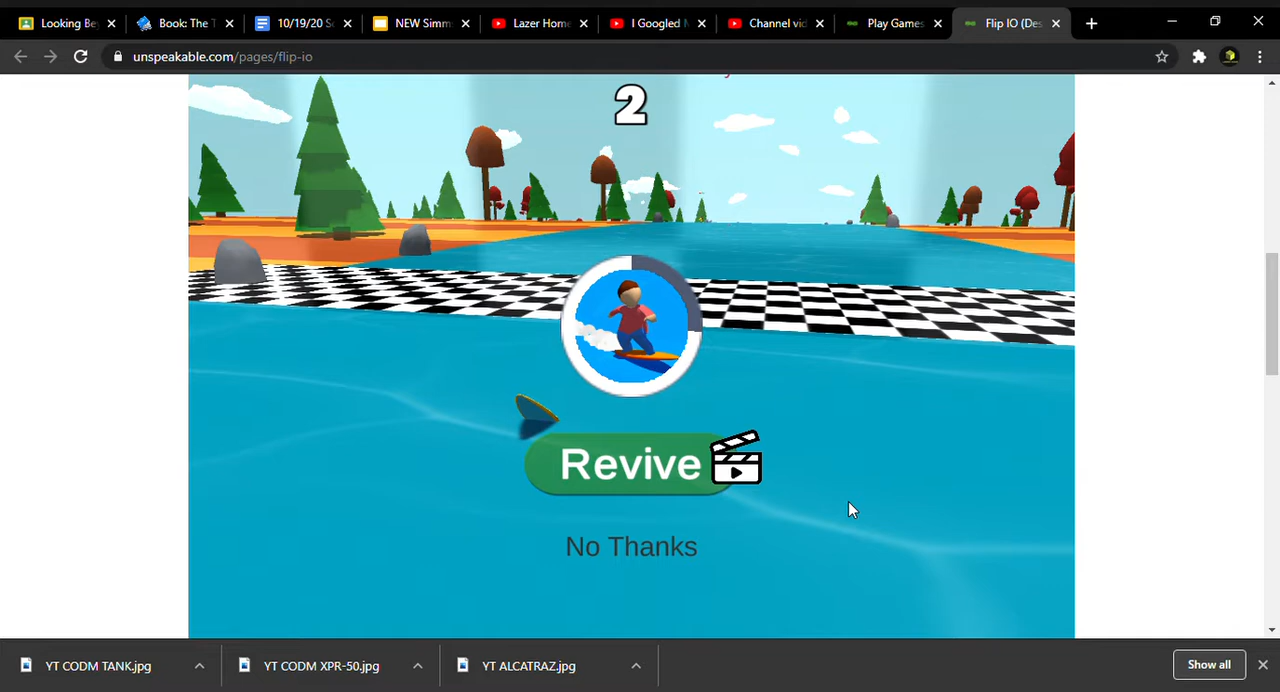 Looking Be
Book: The T
10/19/20 S
NEW Simm
Lazer Home
I Googled
Channel vid
Play Games
Flip IO (Des
unspeakable.com/pages/flip-io
2
Revive
No Thanks
YT CODM TANK.jpg
YT CODM XPR-50.jpg
YT ALCATRAZ.jpg
Show all